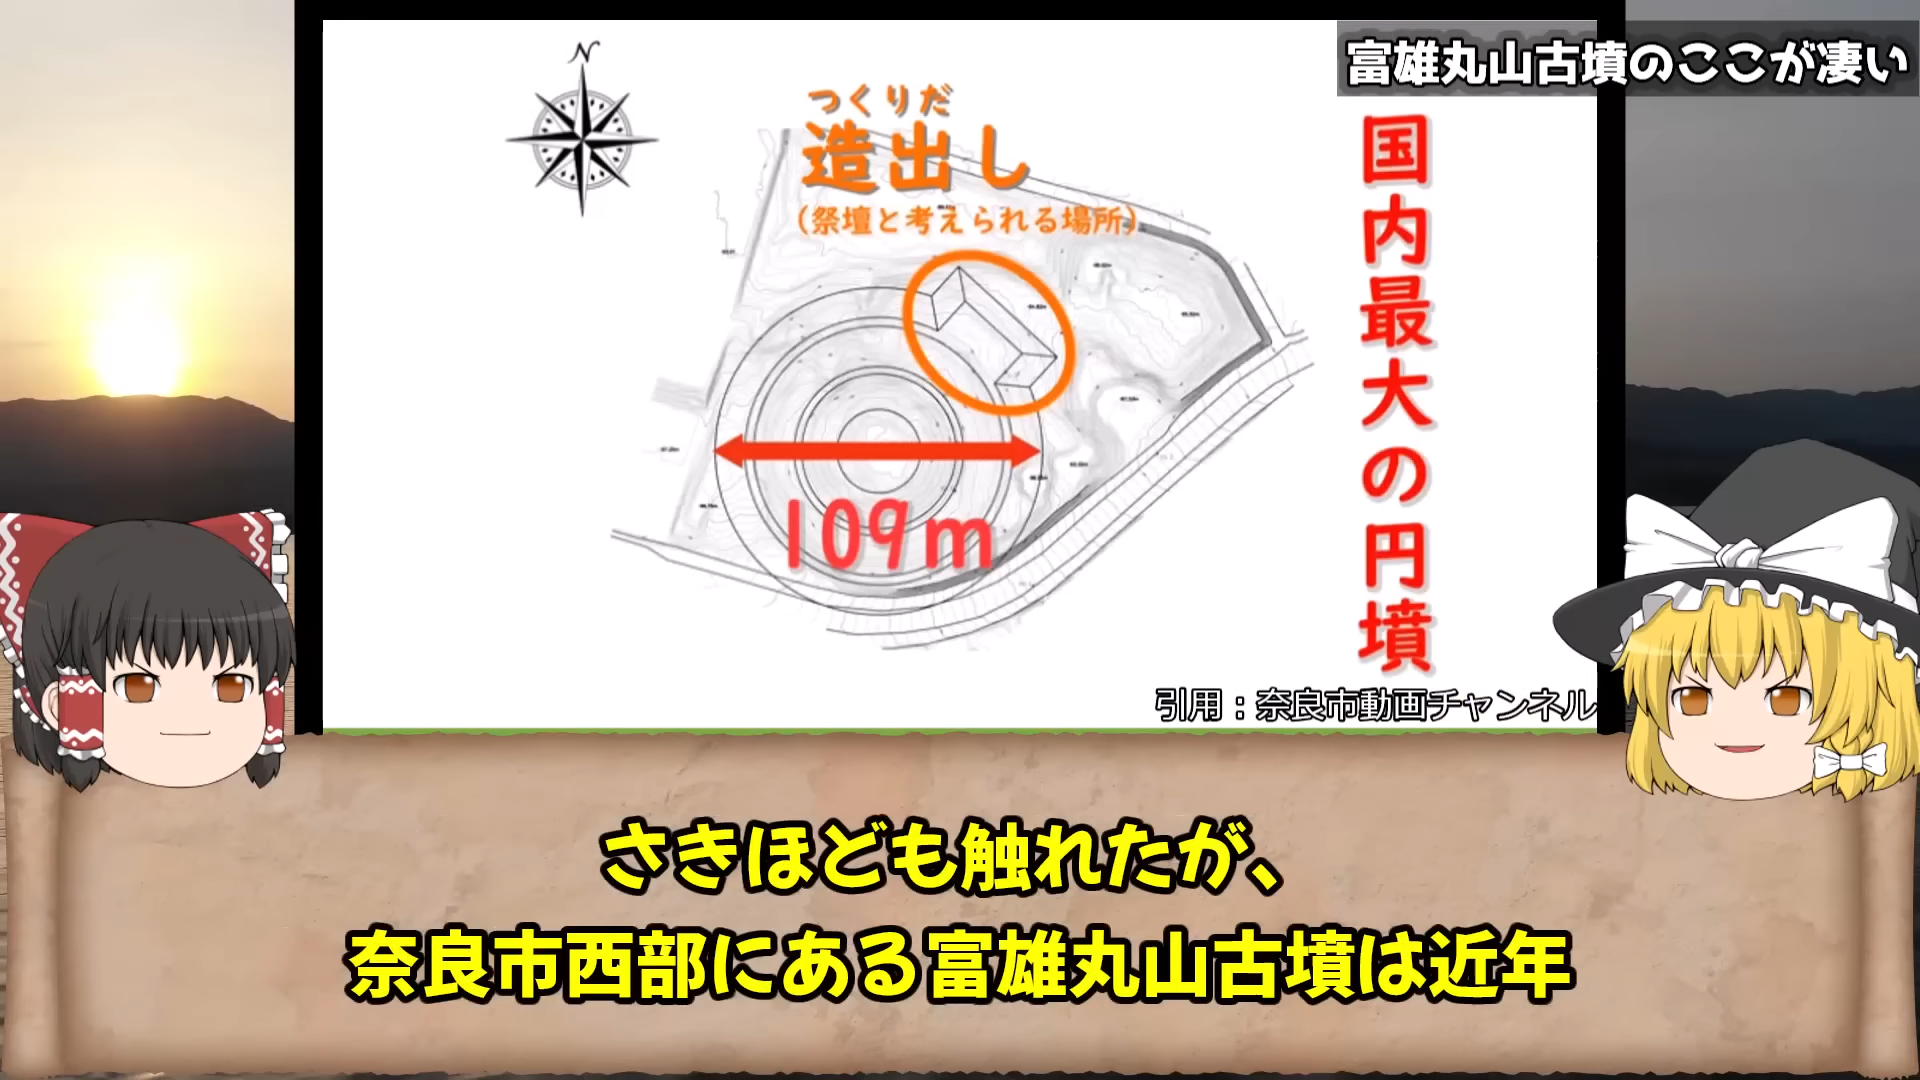 富雄丸山古墳のここが凄い
N
つくりだ
造出し
(祭壇と考えられる場所)
国内最大の円墳
109m
引用：奈良市動画チャンネル
さきほども触れたが、
奈良市西部にある富雄丸山古墳は近年